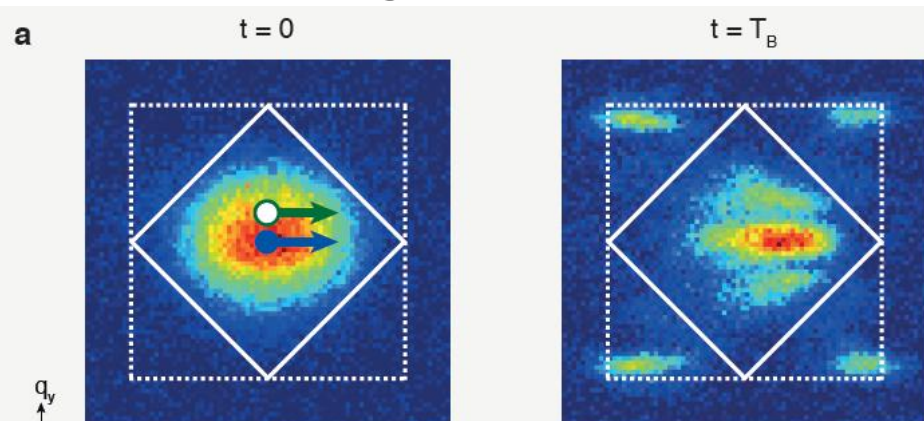 a
t = 0
t = T_B
q_y